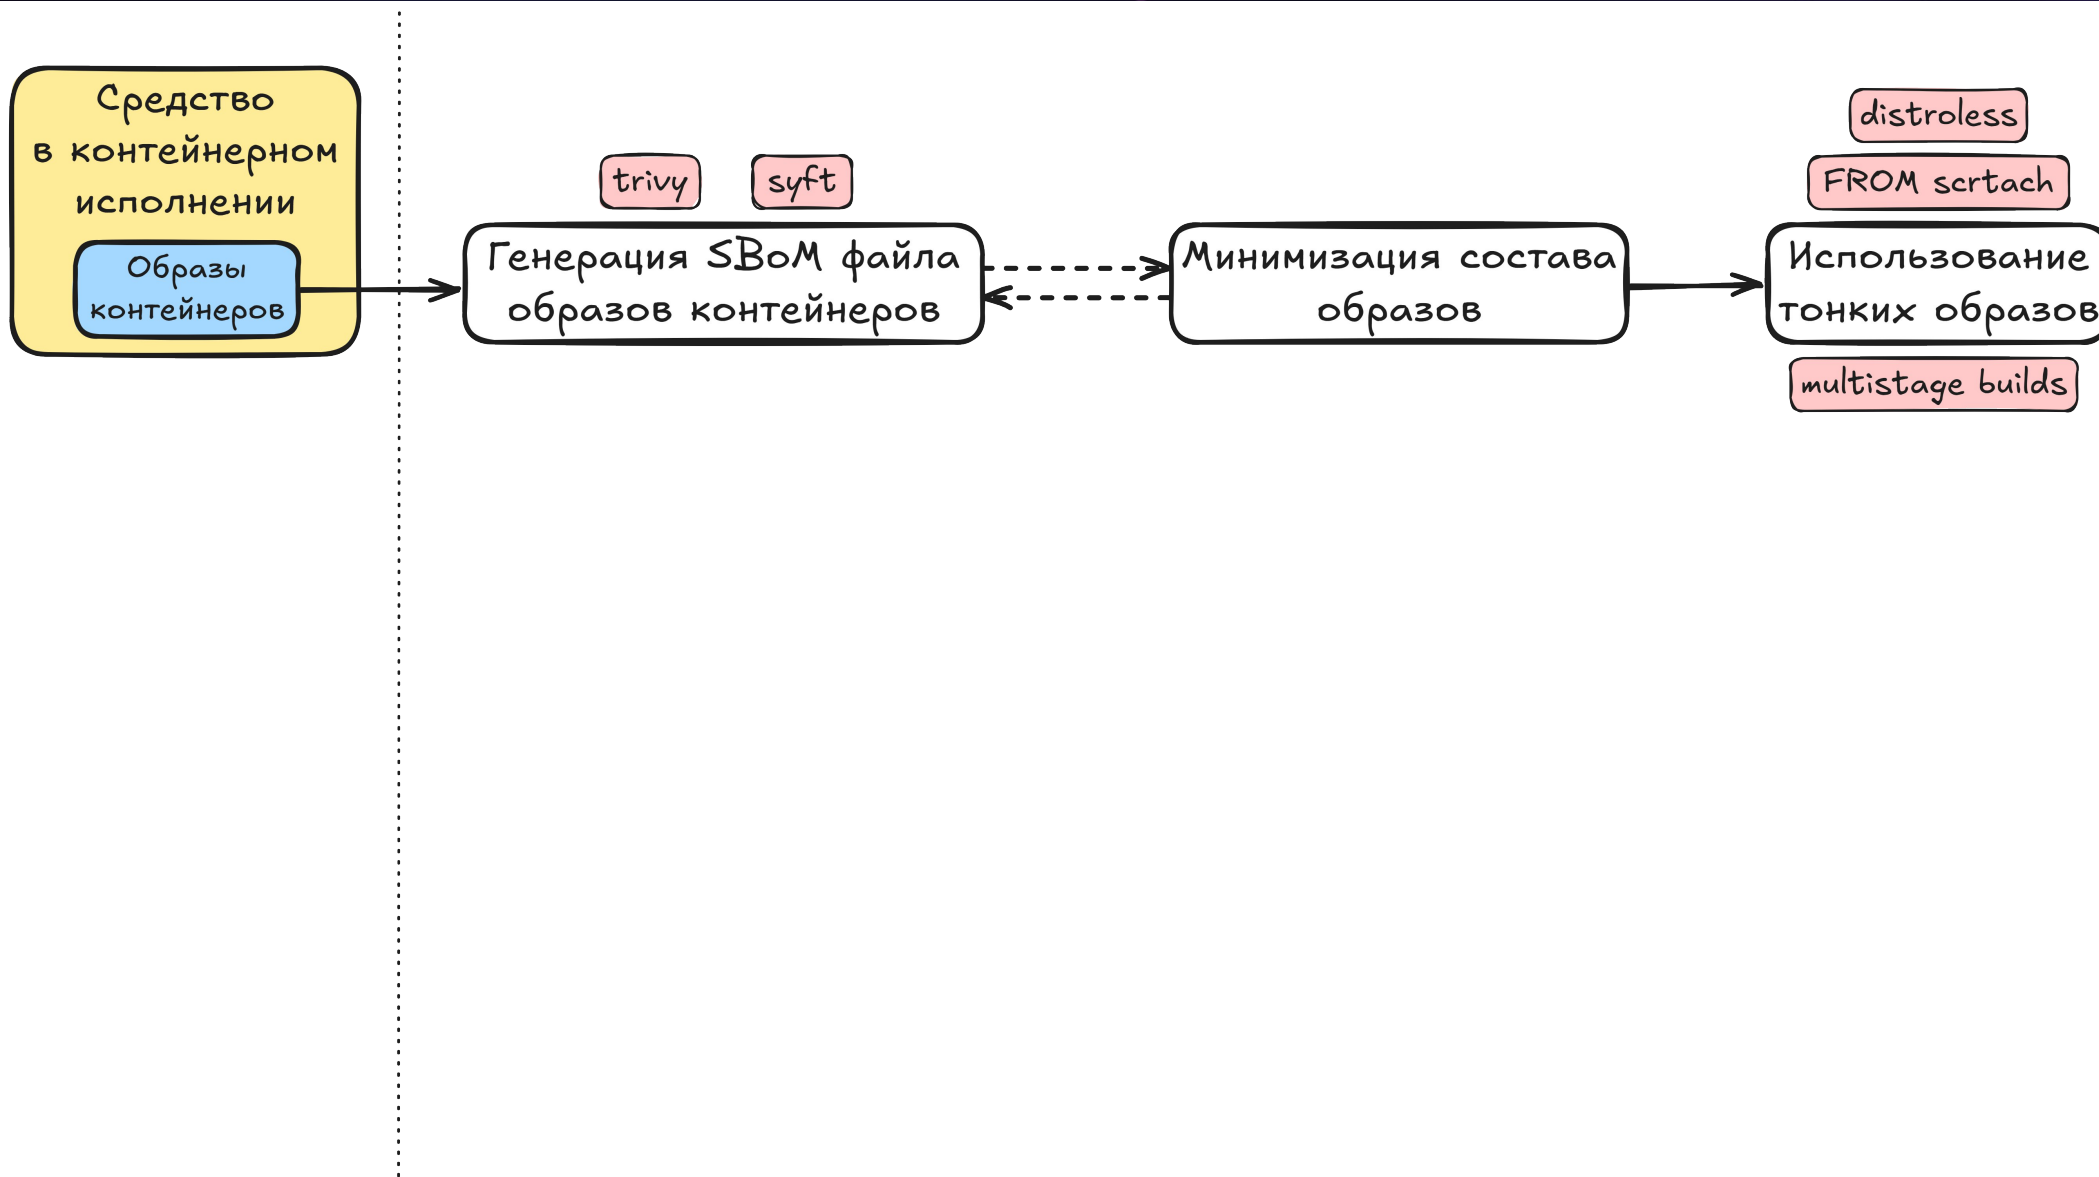 Средство
в контейнерном
исполнении
Образы
контейнеров
trivy
syft
Генерация SBoM файла
образов контейнеров
Минимизация состава
образов
distroless
FROM scrtach
Использование
тонких образов
multistage builds